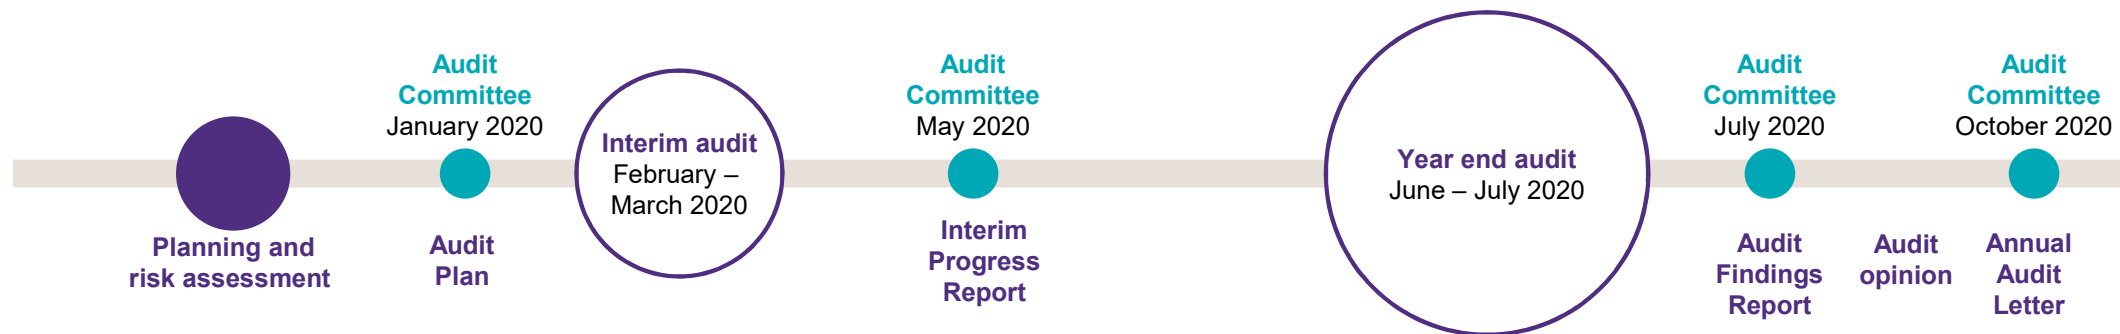 Planning and
risk assessment
Audit
Committee
January 2020
Audit
Plan
Interim audit
February –
March 2020
Audit
Committee
May 2020
Interim
Progress
Report
Year end audit
June – July 2020
Audit
Committee
July 2020
Audit
Findings
Report
Audit
opinion
Audit
Committee
October 2020
Annual
Audit
Letter